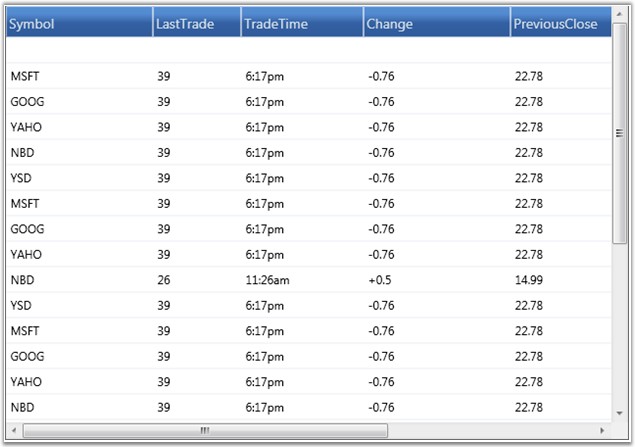 Symbol LastTrade TradeTime Change PreviousClose
MSFT 39 6:17pm -0.76 22.78
GOOG 39 6:17pm -0.76 22.78
YAHO 39 6:17pm -0.76 22.78
NBD 39 6:17pm -0.76 22.78
YSD 39 6:17pm -0.76 22.78
MSFT 39 6:17pm -0.76 22.78
GOOG 39 6:17pm -0.76 22.78
YAHO 39 6:17pm -0.76 22.78
NBD 26 11:26am +0.5 14.99
YSD 39 6:17pm -0.76 22.78
MSFT 39 6:17pm -0.76 22.78
GOOG 39 6:17pm -0.76 22.78
YAHO 39 6:17pm -0.76 22.78
NBD 39 6:17pm -0.76 22.78